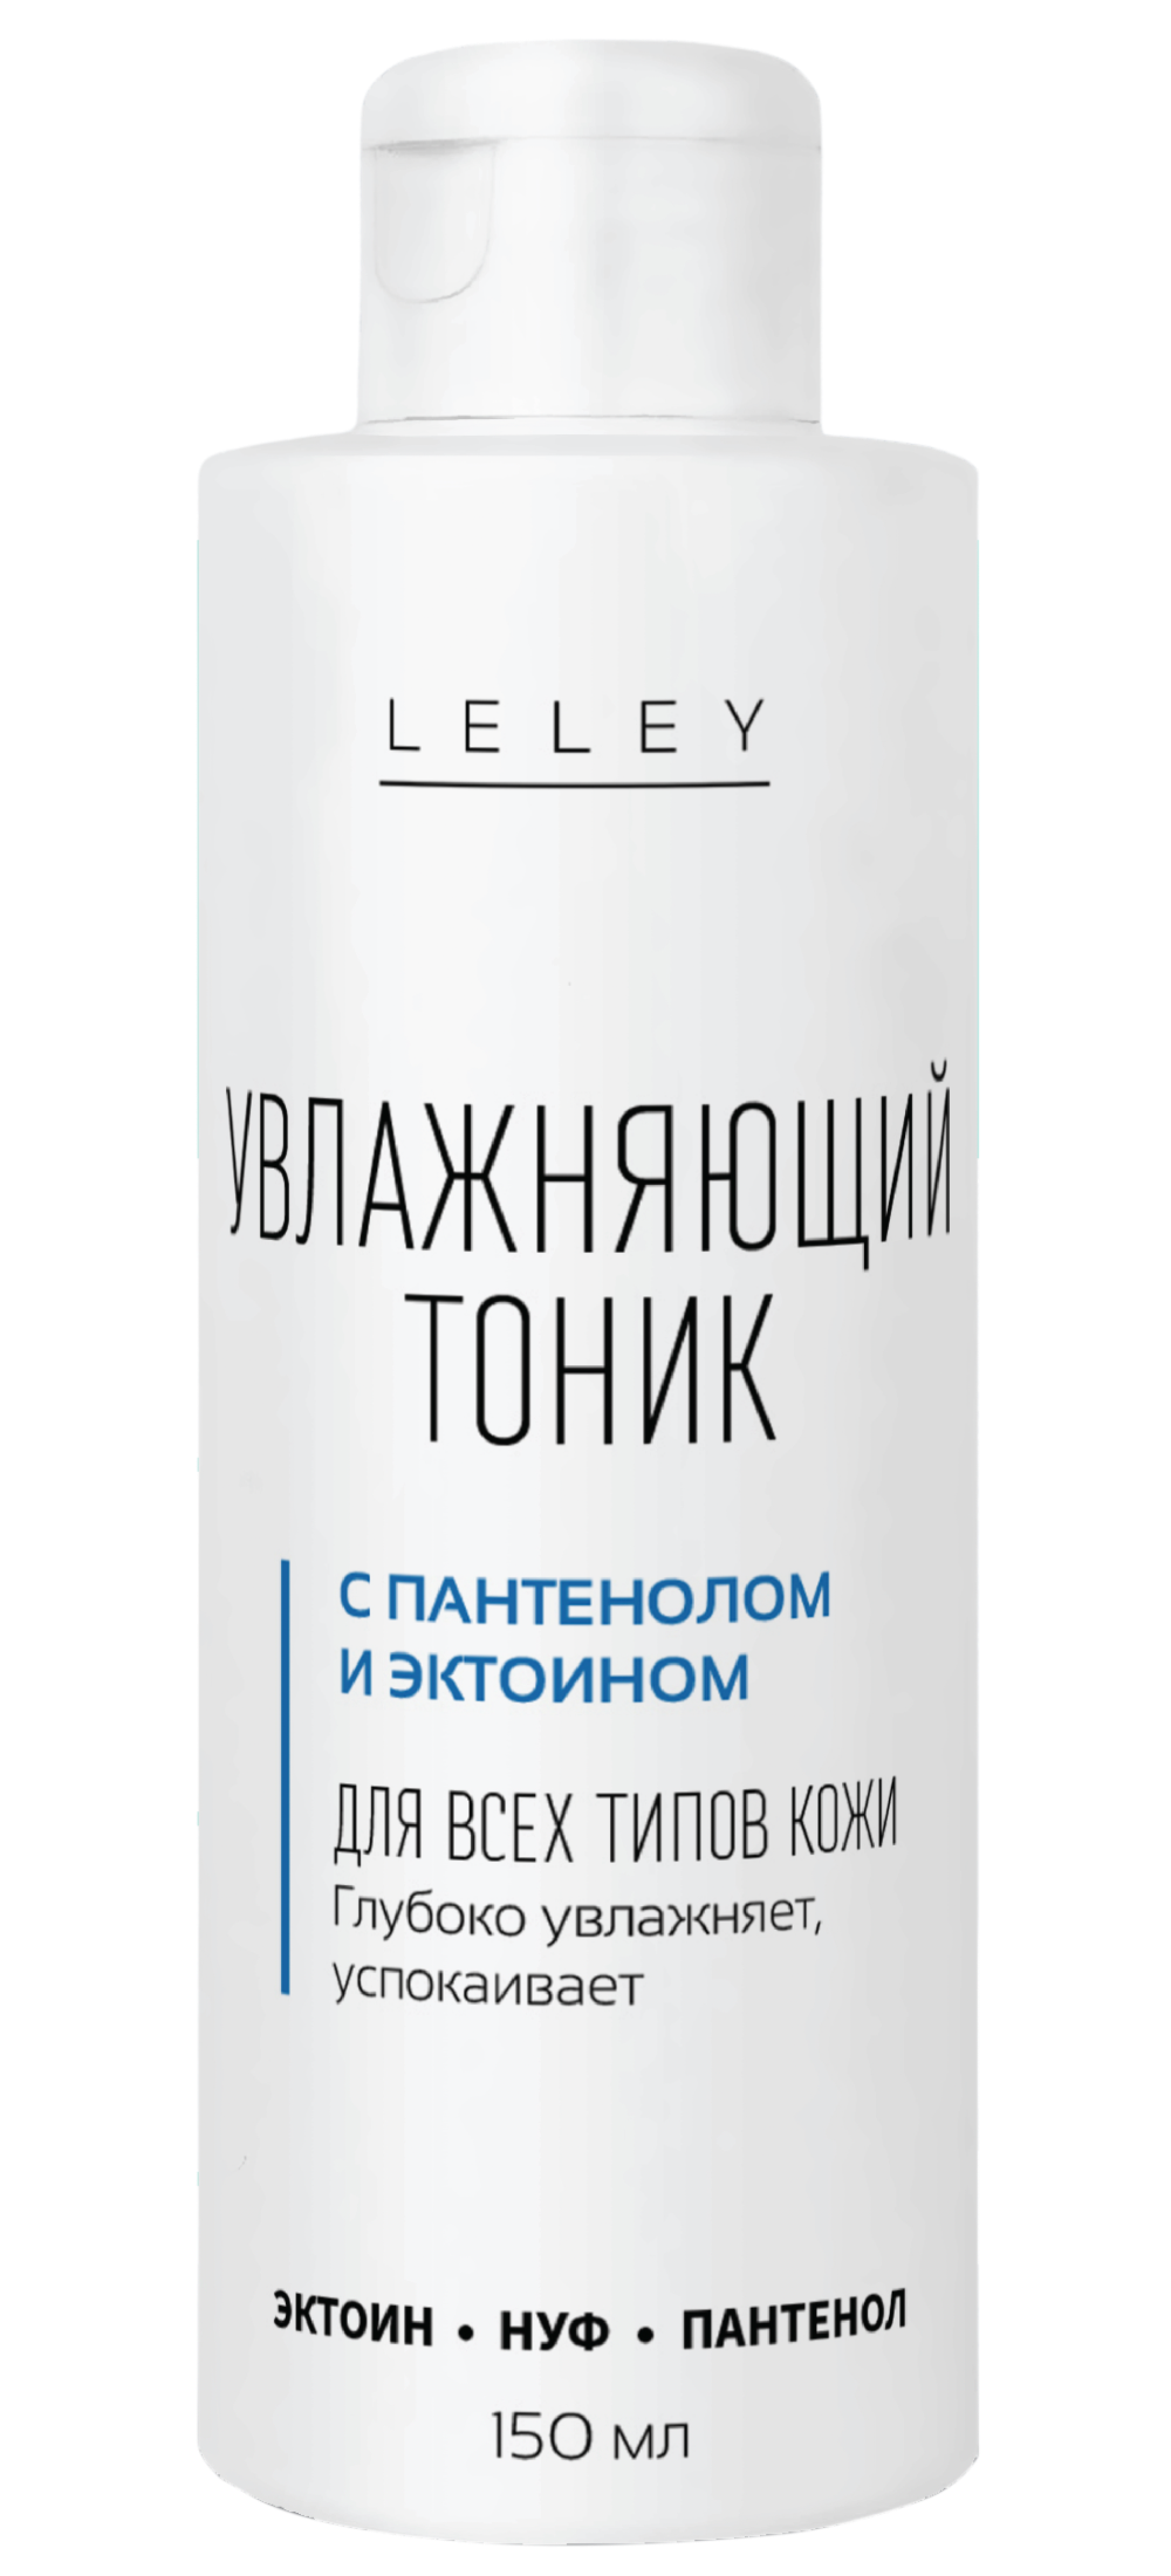 LELEY
УВЛАЖНЯЮЩИЙ
ТОНИК
С ПАНТЕНОЛОМ
И ЭКТОИНОМ
ДЛЯ ВСЕХ ТИПОВ КОЖИ
Глубоко увлажняет,
успокаивает
ЭКТОИН • НУФ • ПАНТЕНОЛ
150 мл